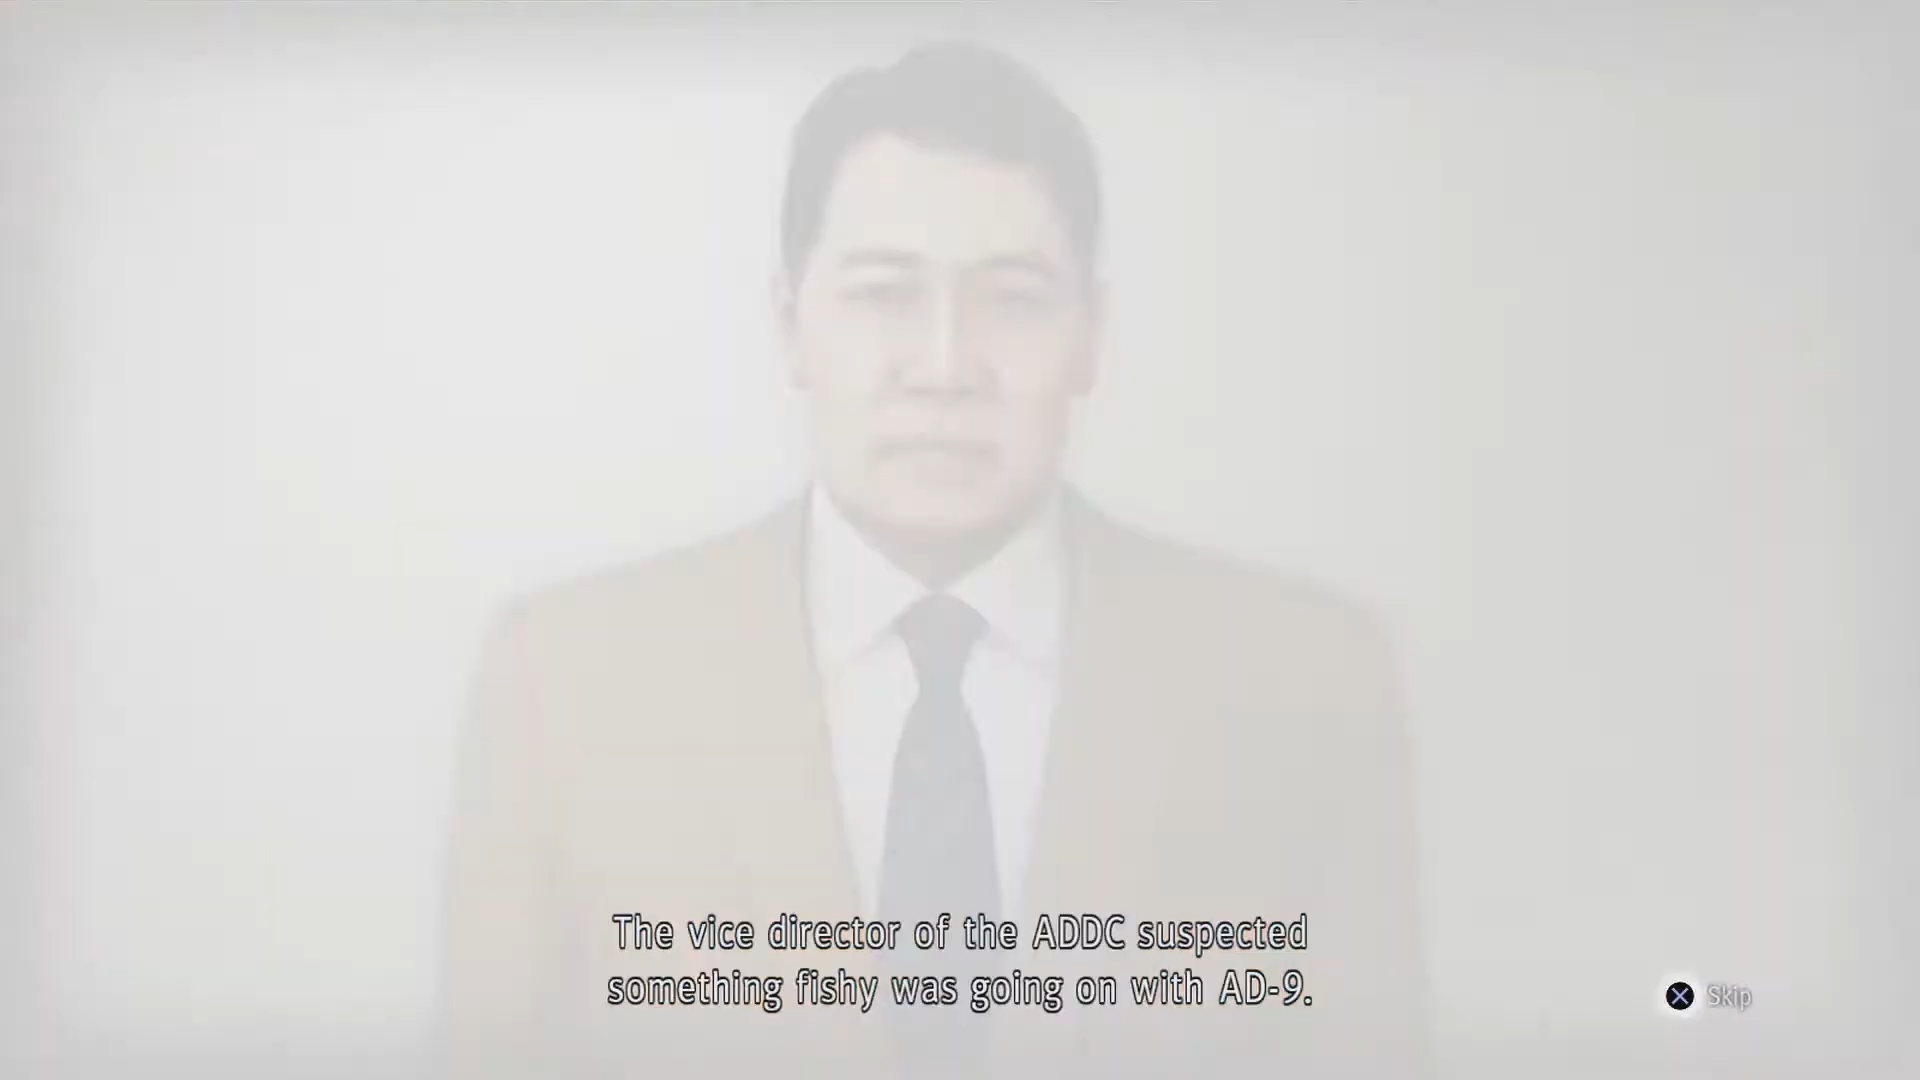 The vice director of the ADDC suspected
something fishy was going on with AD-9.
Skip